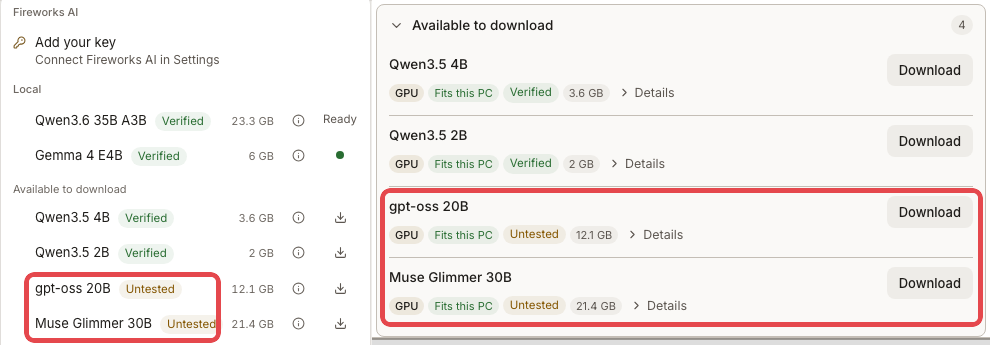 Fireworks AI
Add your key
Connect Fireworks AI in Settings
Local
Qwen3.6 35B A3B Verified 23.3 GB Ready
Gemma 4 E4B Verified 6 GB
Available to download
Qwen3.5 4B Verified 3.6 GB
Qwen3.5 2B Verified 2 GB
gpt-oss 20B Untested 12.1 GB
Muse Glimmer 30B Untested 21.4 GB
Available to download 4
Qwen3.5 4B Download
GPU Fits this PC Verified 3.6 GB Details
Qwen3.5 2B Download
GPU Fits this PC Verified 2 GB Details
gpt-oss 20B Download
GPU Fits this PC Untested 12.1 GB Details
Muse Glimmer 30B Download
GPU Fits this PC Untested 21.4 GB Details